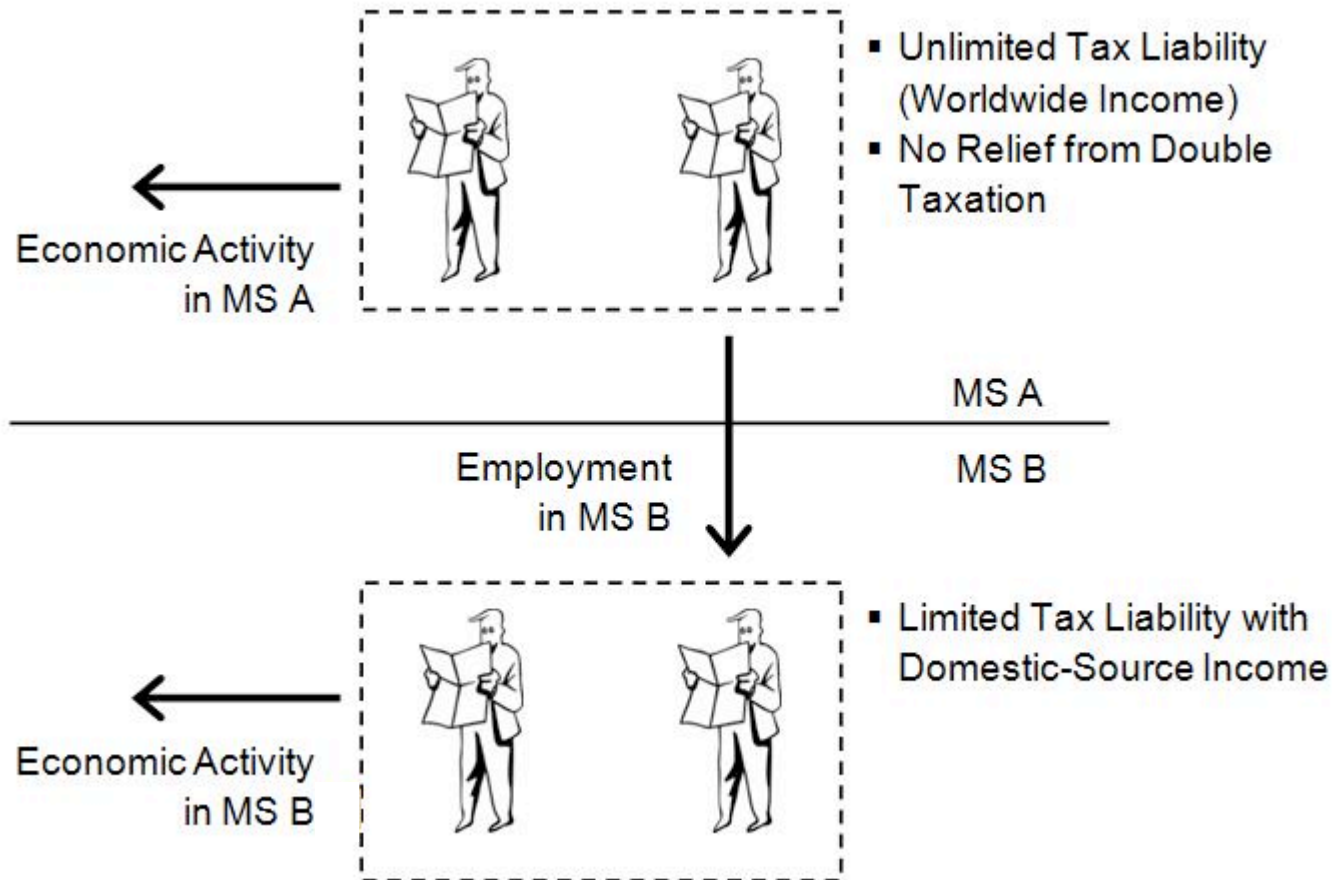 ▪ Unlimited Tax Liability
(Worldwide Income)
▪ No Relief from Double
Taxation
Economic Activity
in MS A
MS A
MS B
Employment
in MS B
▪ Limited Tax Liability with
Domestic-Source Income
Economic Activity
in MS B